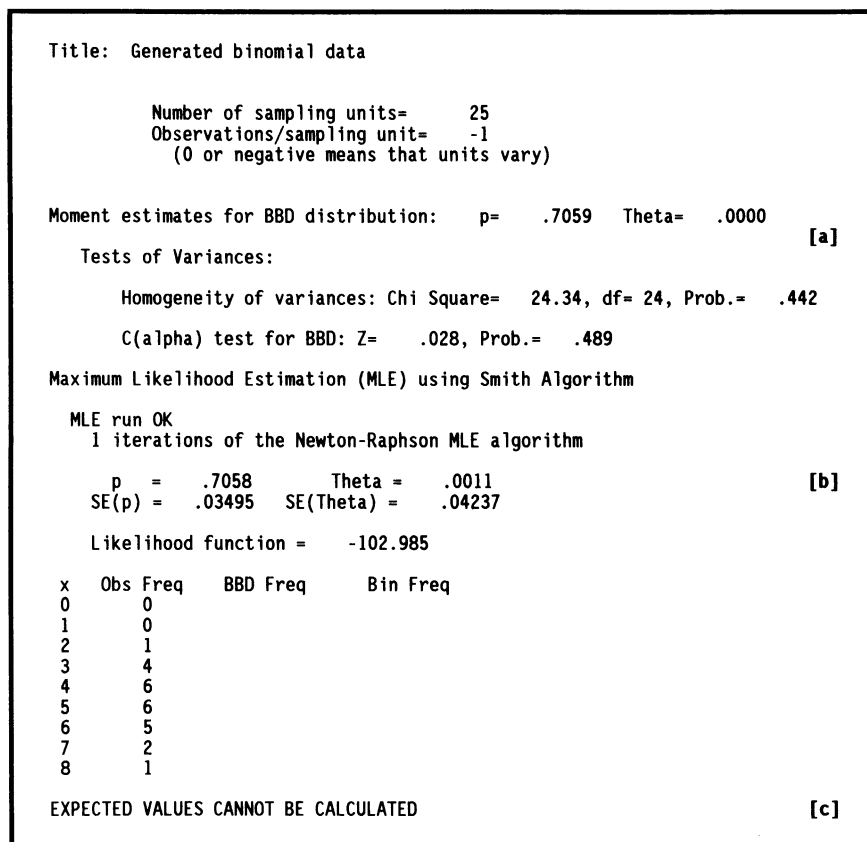 Title: Generated binomial data
Number of sampling units= 25
Observations/sampling unit= -1
(0 or negative means that units vary)
Moment estimates for BBD distribution: p= .7059 Theta= .0000
[a]
Tests of Variances:
Homogeneity of variances: Chi Square= 24.34, df= 24, Prob.= .442
C(alpha) test for BBD: Z= .028, Prob.= .489
Maximum Likelihood Estimation (MLE) using Smith Algorithm
MLE run OK
1 iterations of the Newton-Raphson MLE algorithm
p = .7058 Theta = .0011 [b]
SE(p) = .03495 SE(Theta) = .04237
Likelihood function = -102.985
x Obs Freq BBD Freq Bin Freq
0 0
1 0
2 1
3 4
4 6
5 6
6 5
7 2
8 1
EXPECTED VALUES CANNOT BE CALCULATED [c]